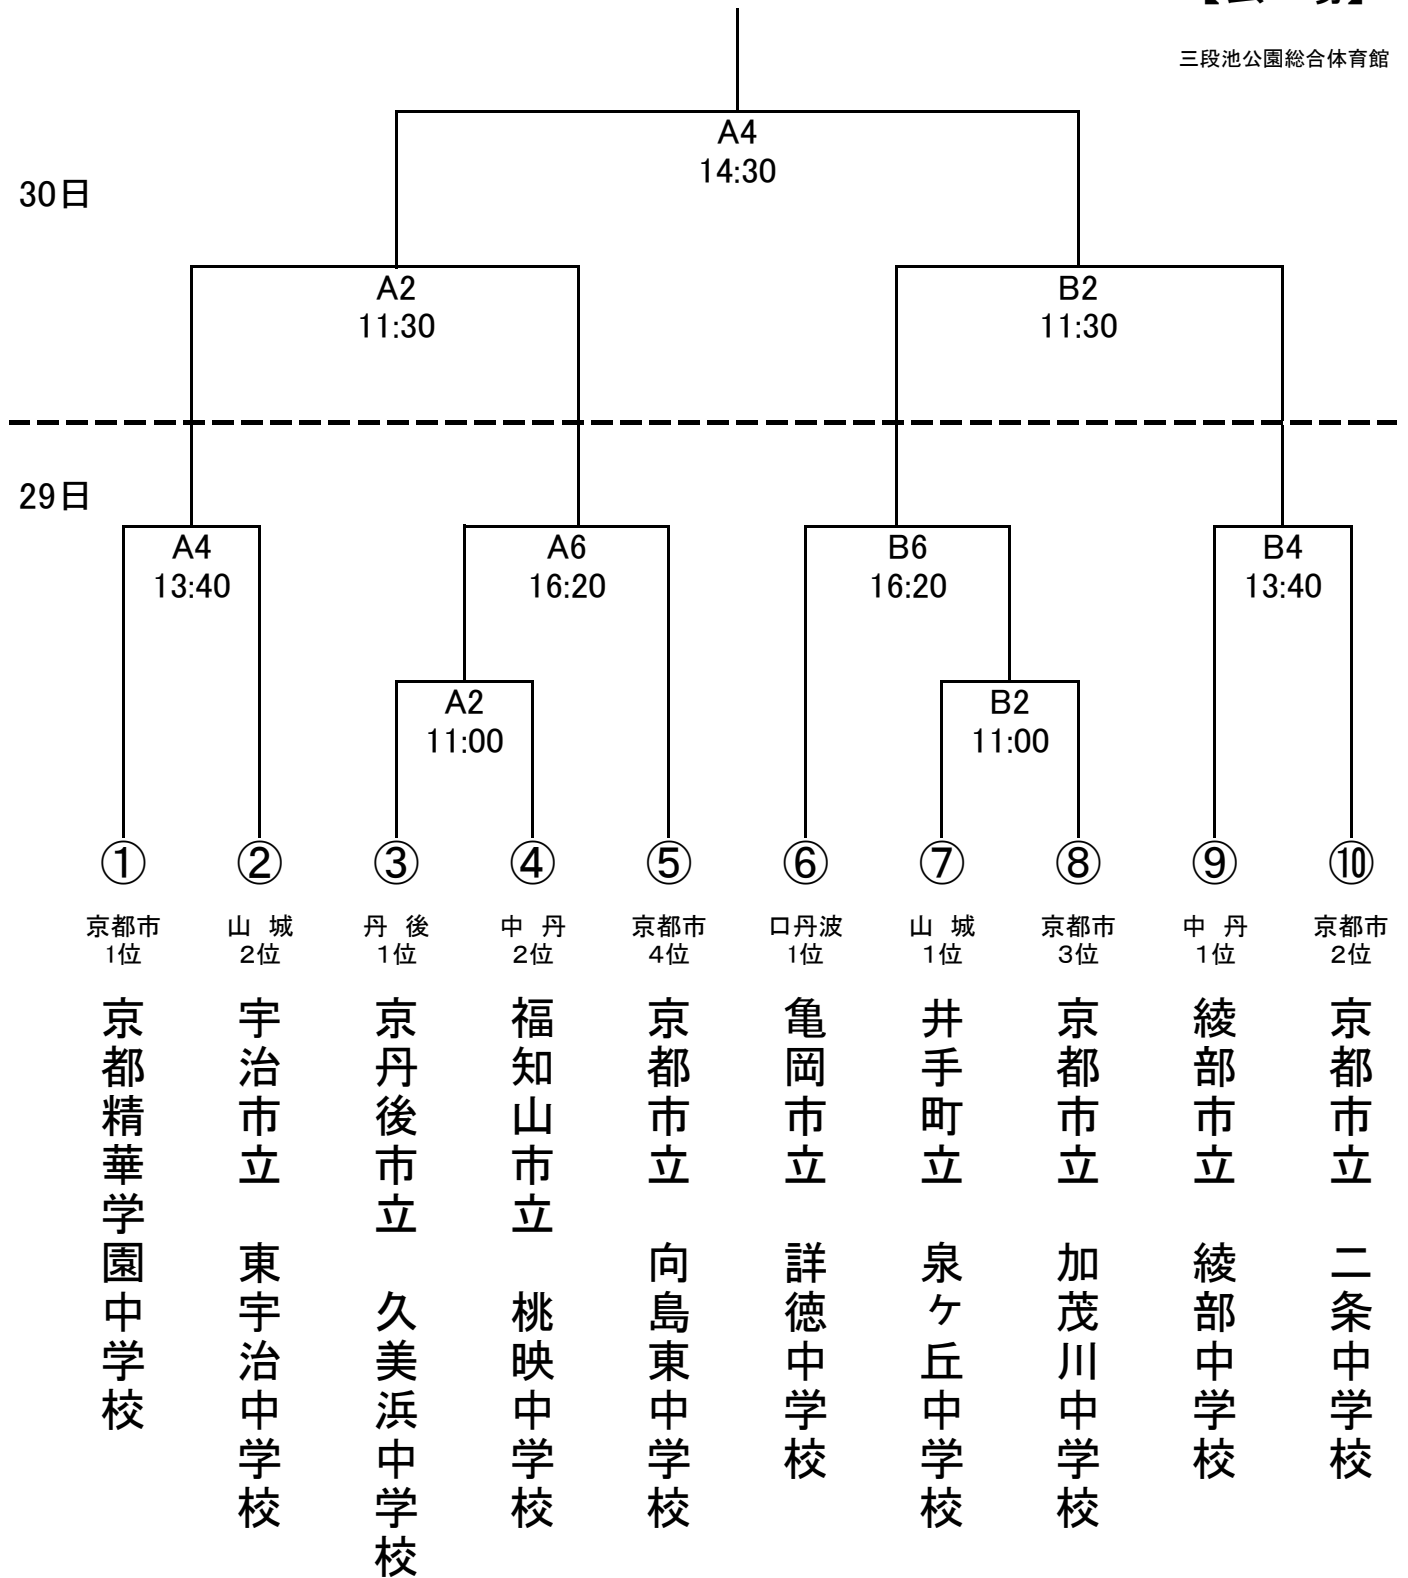 三段池公園総合体育館
A4
14:30
30日
A2
11:30
B2
11:30
29日
A4
13:40
A6
16:20
B6
16:20
B4
13:40
A2
11:00
B2
11:00
①
②
③
④
⑤
⑥
⑦
⑧
⑨
⑩
京都市
1位
山 城
2位
丹 後
1位
中 丹
2位
京都市
4位
口丹波
1位
山 城
1位
京都市
3位
中 丹
1位
京都市
2位
京都精華学園中学校
宇治市立 東宇治中学校
京丹後市立 久美浜中学校
福知山市立 桃映中学校
京都市立 向島東中学校
亀岡市立 詳徳中学校
井手町立 泉ヶ丘中学校
京都市立 加茂川中学校
綾部市立 綾部中学校
京都市立 二条中学校